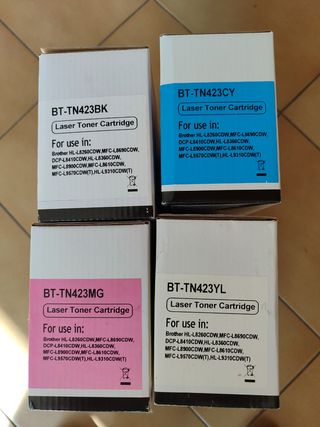 BT-TN423BK
Laser Toner Cartridge
For use in:
Brother HL-L8260CDW,MFC-L8690CDW,
DCP-L8410CDW,HL-L8360CDW,
MFC-L8900CDW,MFC-L8610CDW,
MFC-L9570CDW(T),HL-L9310CDW(T)
BT-TN423CY
Laser Toner Cartridge
For use in:
Brother HL-L8260CDW,MFC-L8690CDW,
DCP-L8410CDW,HL-L8360CDW,
MFC-L8900CDW,MFC-L8610CDW,
MFC-L9570CDW(T),HL-L9310CDW(T)
BT-TN423MG
Laser Toner Cartridge
For use in:
Brother HL-L8260CDW,MFC-L8690CDW,
DCP-L8410CDW,HL-L8360CDW,
MFC-L8900CDW,MFC-L8610CDW,
MFC-L9570CDW(T),HL-L9310CDW(T)
BT-TN423YL
Laser Toner Cartridge
For use in:
Brother HL-L8260CDW,MFC-L8690CDW,
DCP-L8410CDW,HL-L8360CDW,
MFC-L8900CDW,MFC-L8610CDW,
MFC-L9570CDW(T),HL-L9310CDW(T)